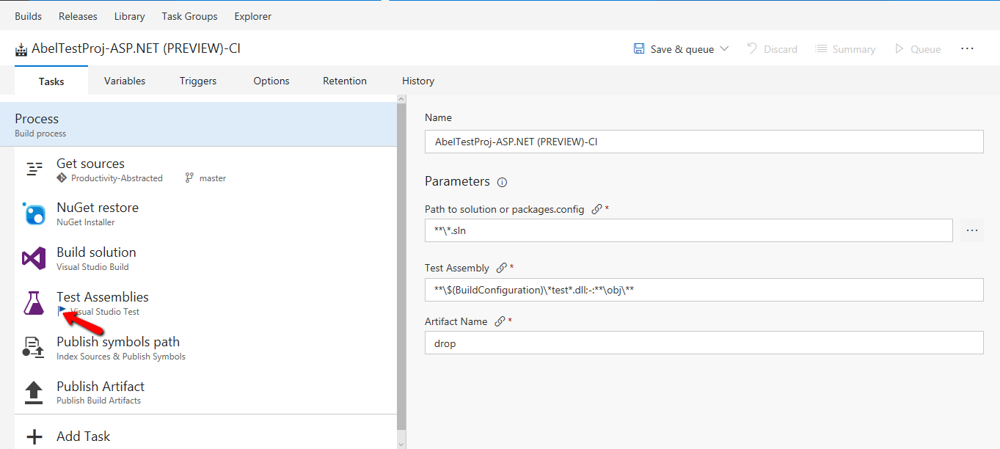 Builds Releases Library Task Groups Explorer
AbelTestProj-ASP.NET (PREVIEW)-CI
Save & queue Discard Summary Queue ...
Tasks Variables Triggers Options Retention History
Process
Build process
Get sources
Productivity-Abstracted master
NuGet restore
NuGet Installer
Build solution
Visual Studio Build
Test Assemblies
Visual Studio Test
Publish symbols path
Index Sources & Publish Symbols
Publish Artifact
Publish Build Artifacts
Add Task
Name
AbelTestProj-ASP.NET (PREVIEW)-CI
Parameters
Path to solution or packages.config *
**\*.sln
...
Test Assembly *
**\$(BuildConfiguration)\*test*.dll;-:**\obj\**
Artifact Name *
drop